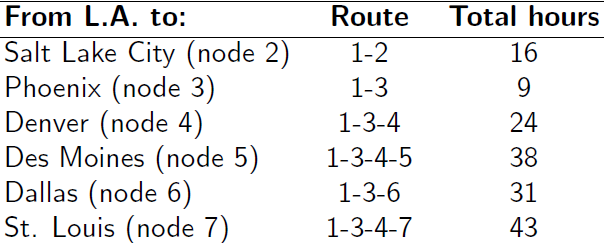 From L.A. to: Route Total hours
Salt Lake City (node 2) 1-2 16
Phoenix (node 3) 1-3 9
Denver (node 4) 1-3-4 24
Des Moines (node 5) 1-3-4-5 38
Dallas (node 6) 1-3-6 31
St. Louis (node 7) 1-3-4-7 43